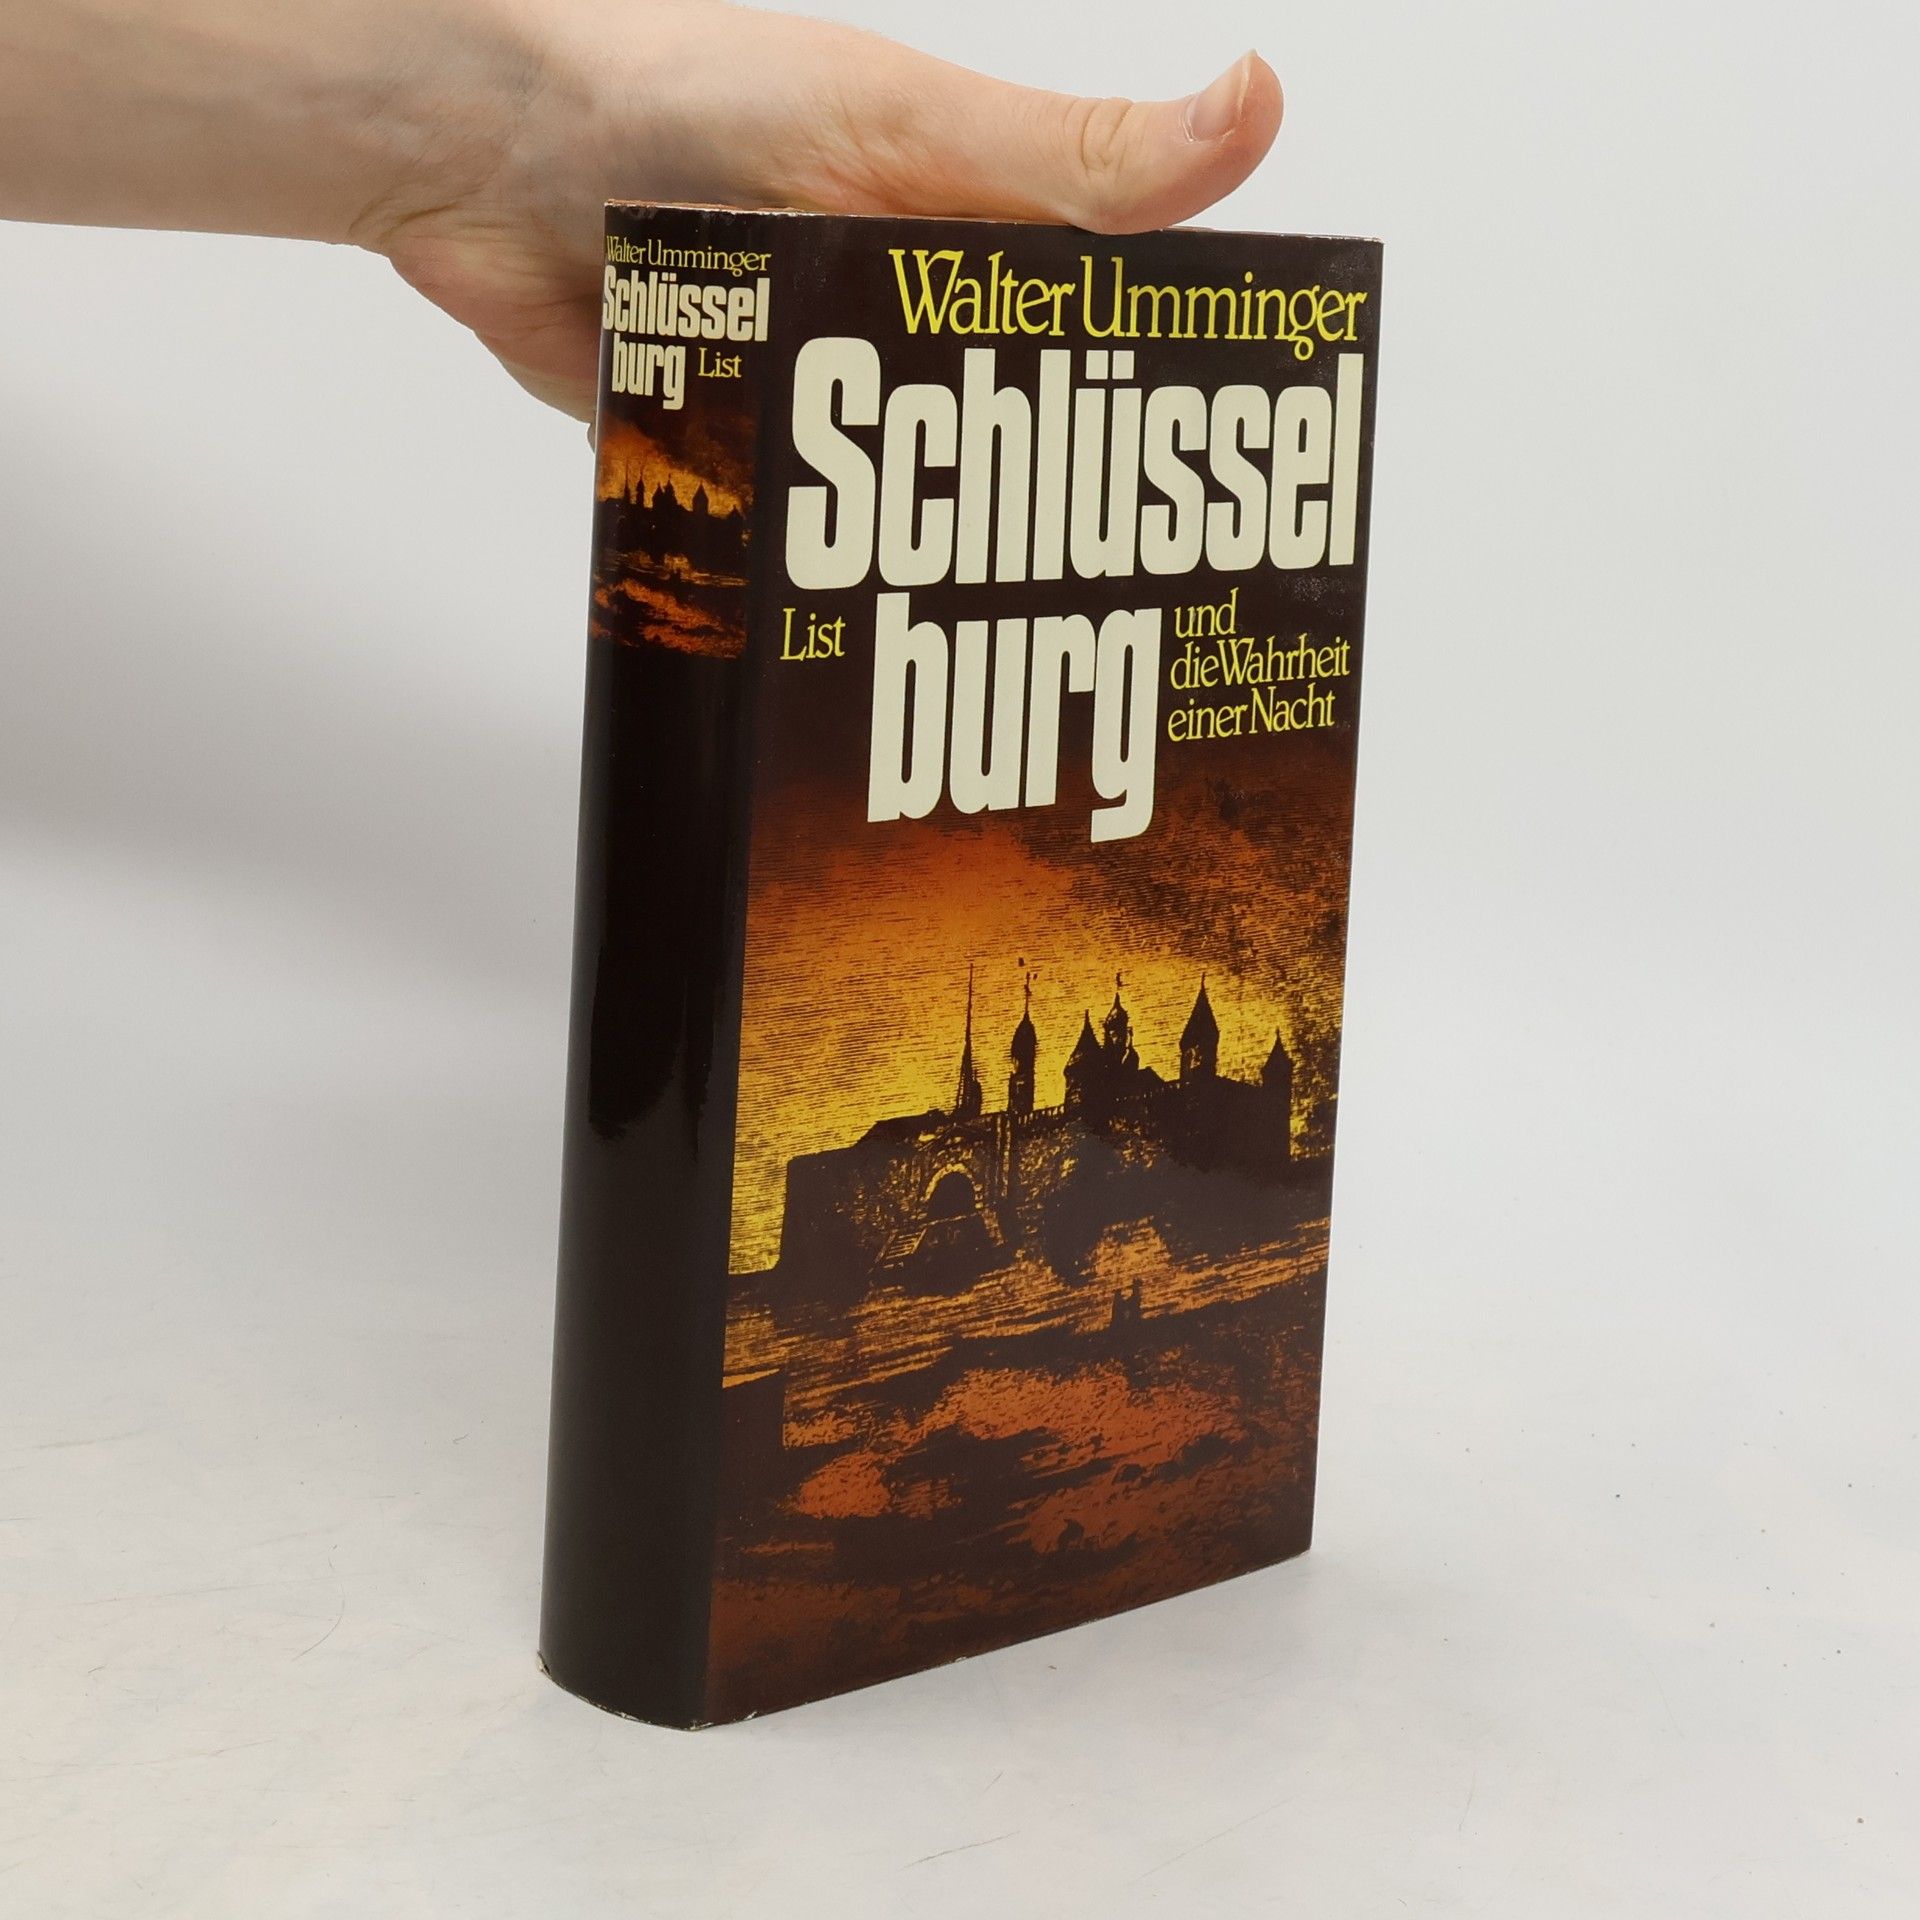 Walter Umminger
Schlüssel
burg List
Walter Umminger
Schlüssel
List burg und
die Wahrheit
einer Nacht